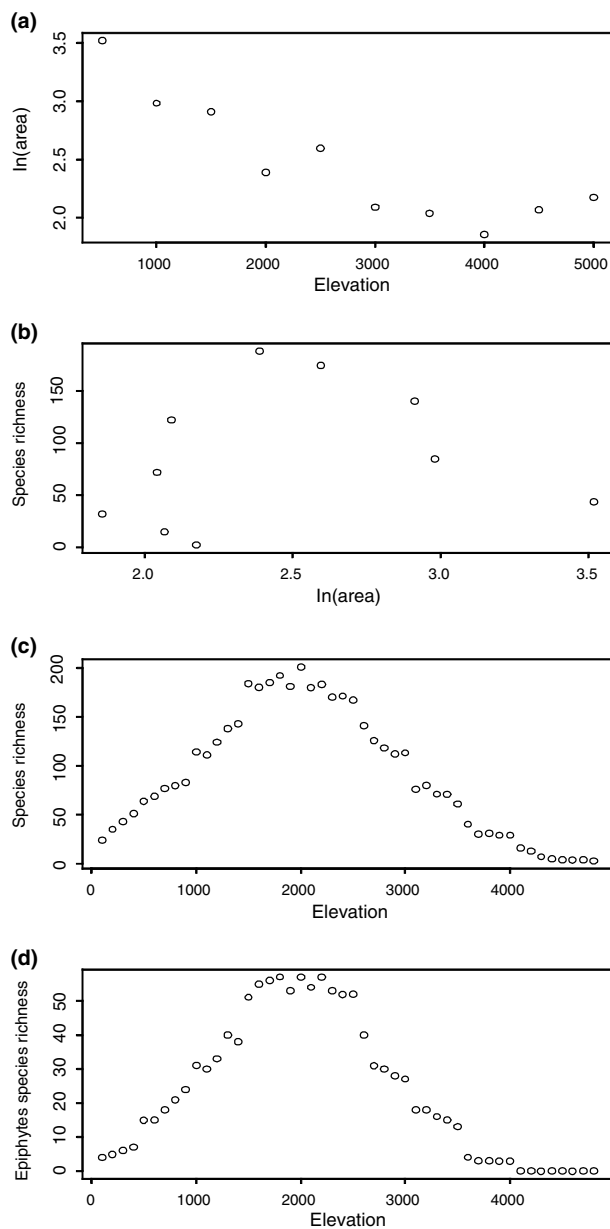 (a)
ln(area)
3.5
3.0
2.5
2.0
1000 2000 3000 4000 5000
Elevation
(b)
Species richness
150
100
50
0
2.0 2.5 3.0 3.5
ln(area)
(c)
Species richness
200
150
100
50
0
0 1000 2000 3000 4000
Elevation
(d)
Epiphytes species richness
50
40
30
20
10
0
0 1000 2000 3000 4000
Elevation